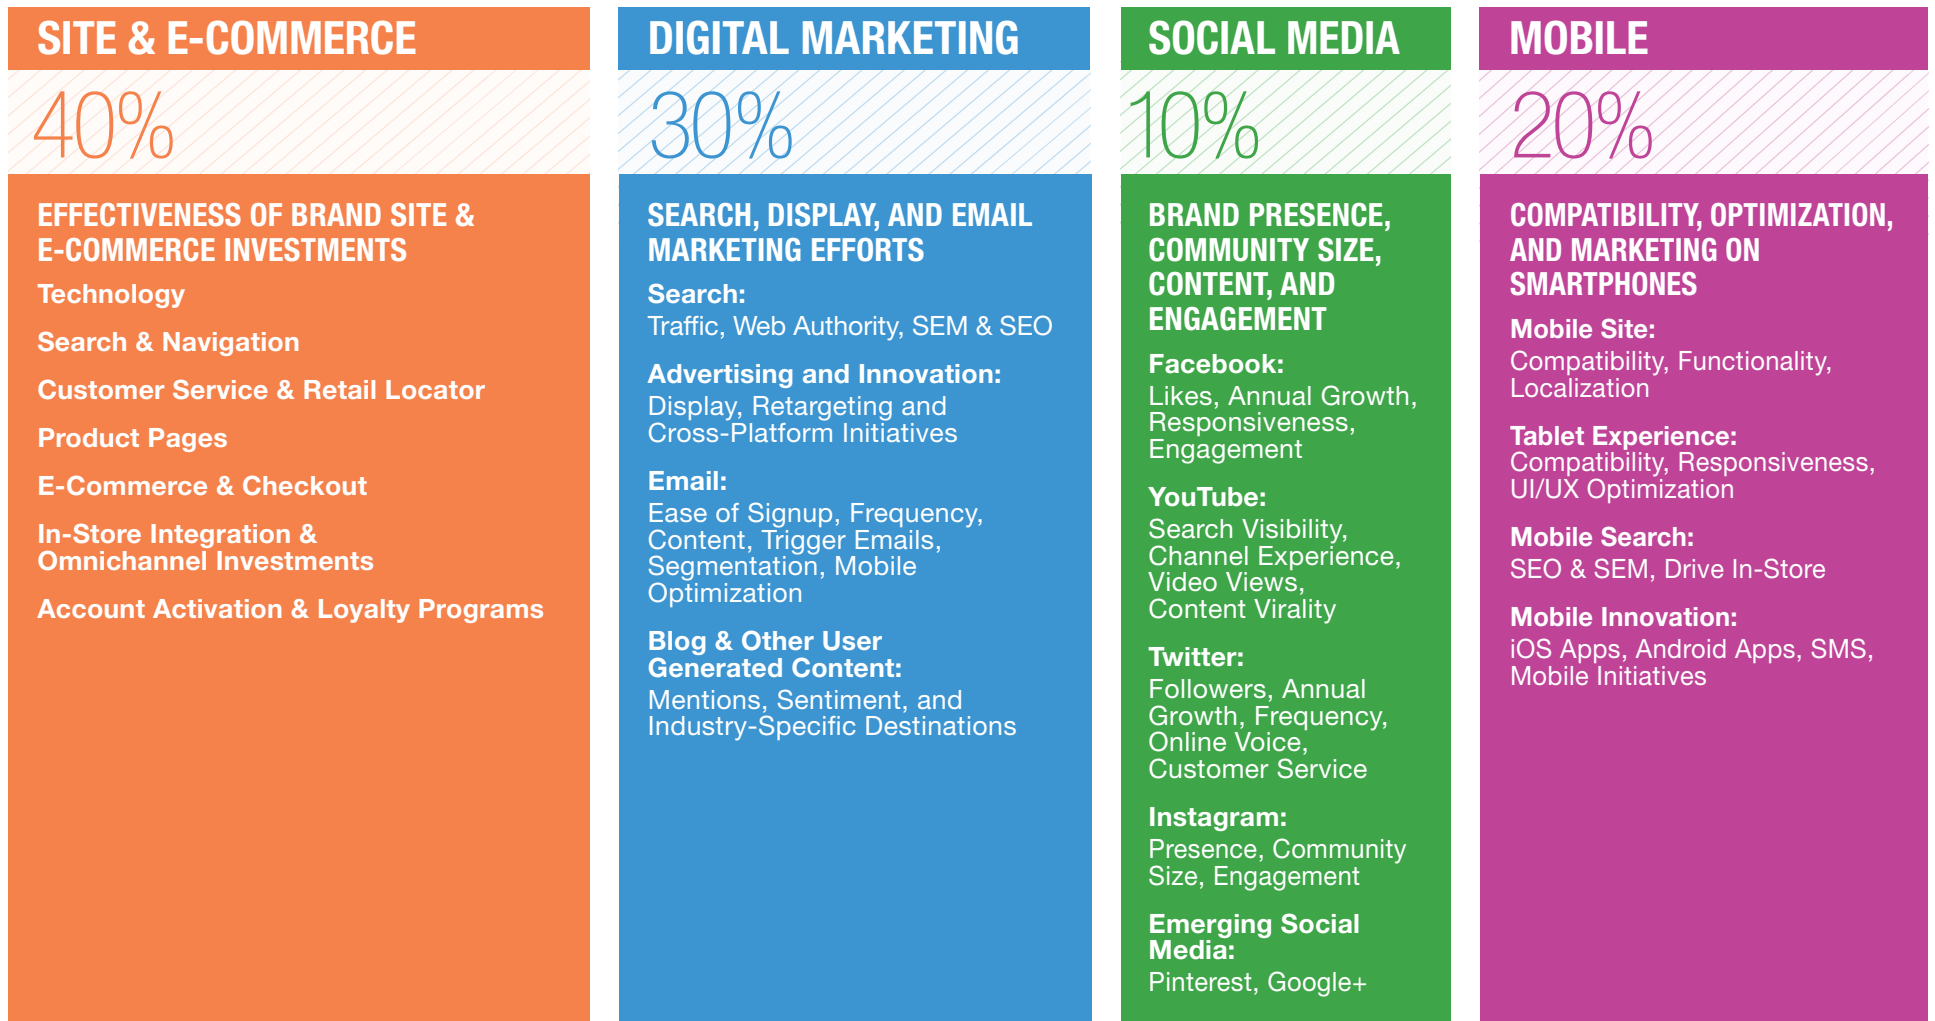 SITE & E-COMMERCE
40%
EFFECTIVENESS OF BRAND SITE &
E-COMMERCE INVESTMENTS
Technology
Search & Navigation
Customer Service & Retail Locator
Product Pages
E-Commerce & Checkout
In-Store Integration &
Omnichannel Investments
Account Activation & Loyalty Programs
DIGITAL MARKETING
30%
SEARCH, DISPLAY, AND EMAIL
MARKETING EFFORTS
Search:
Traffic, Web Authority, SEM & SEO
Advertising and Innovation:
Display, Retargeting and
Cross-Platform Initiatives
Email:
Ease of Signup, Frequency,
Content, Trigger Emails,
Segmentation, Mobile
Optimization
Blog & Other User
Generated Content:
Mentions, Sentiment, and
Industry-Specific Destinations
SOCIAL MEDIA
10%
BRAND PRESENCE,
COMMUNITY SIZE,
CONTENT, AND
ENGAGEMENT
Facebook:
Likes, Annual Growth,
Responsiveness,
Engagement
YouTube:
Search Visibility,
Channel Experience,
Video Views,
Content Virality
Twitter:
Followers, Annual
Growth, Frequency,
Online Voice,
Customer Service
Instagram:
Presence, Community
Size, Engagement
Emerging Social
Media:
Pinterest, Google+
MOBILE
20%
COMPATIBILITY, OPTIMIZATION,
AND MARKETING ON
SMARTPHONES
Mobile Site:
Compatibility, Functionality,
Localization
Tablet Experience:
Compatibility, Responsiveness,
UI/UX Optimization
Mobile Search:
SEO & SEM, Drive In-Store
Mobile Innovation:
iOS Apps, Android Apps, SMS,
Mobile Initiatives